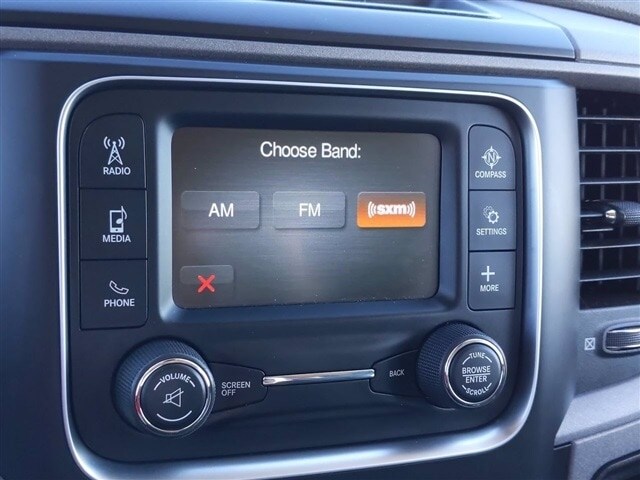 Choose Band:
AM
FM
((sxm))
RADIO
MEDIA
PHONE
N
COMPASS
SETTINGS
MORE
VOLUME
SCREEN
OFF
BACK
TUNE
BROWSE
ENTER
SCROLL